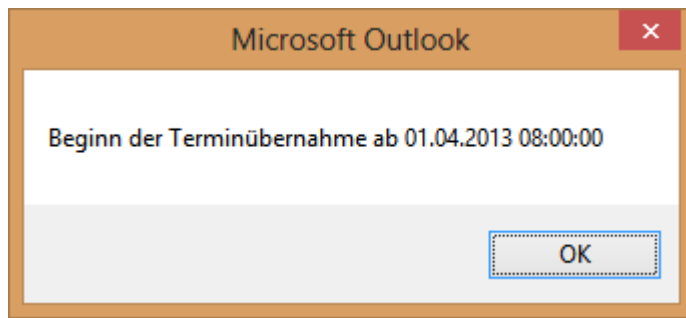 Microsoft Outlook
Beginn der Terminübernahme ab 01.04.2013 08:00:00
OK